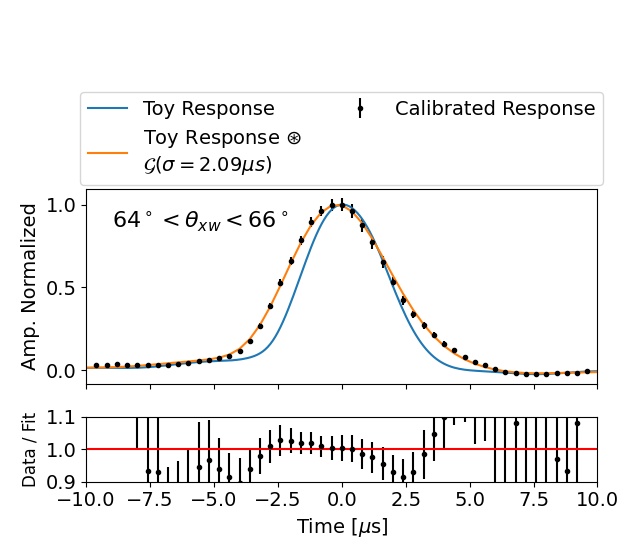 Toy Response
Toy Response ⊛
𝒢(σ = 2.09μs)
Calibrated Response
64° < θxw < 66°
Amp. Normalized
1.0
0.5
0.0
Data / Fit
1.1
1.0
0.9
−10.0 −7.5 −5.0 −2.5 0.0 2.5 5.0 7.5 10.0
Time [μs]